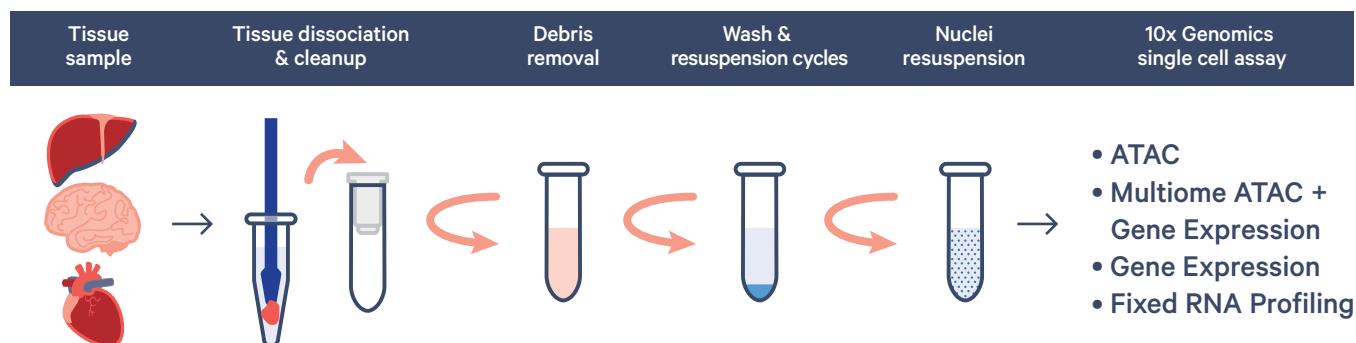 Tissue
sample
Tissue dissociation
& cleanup
Debris
removal
Wash &
resuspension cycles
Nuclei
resuspension
10x Genomics
single cell assay
• ATAC
• Multiome ATAC +
Gene Expression
• Gene Expression
• Fixed RNA Profiling